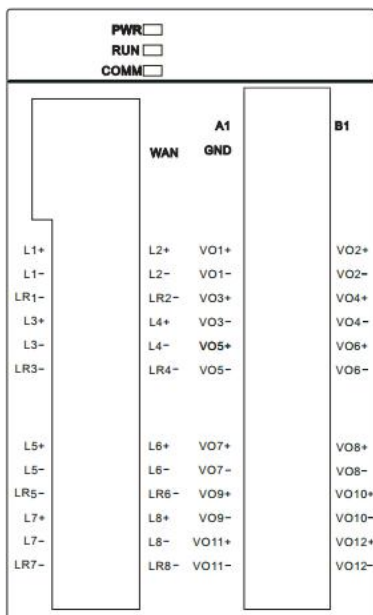 PWR
RUN
COMM
A1 B1
WAN GND
L1+ L2+ VO1+ VO2+
L1- L2- VO1- VO2-
LR1- LR2- VO3+ VO4+
L3+ L4+ VO3- VO4-
L3- L4- VO5+ VO6+
LR3- LR4- VO5- VO6-
L5+ L6+ VO7+ VO8+
L5- L6- VO7- VO8-
LR5- LR6- VO9+ VO10+
L7+ L8+ VO9- VO10-
L7- L8- VO11+ VO12+
LR7- LR8- VO11- VO12-